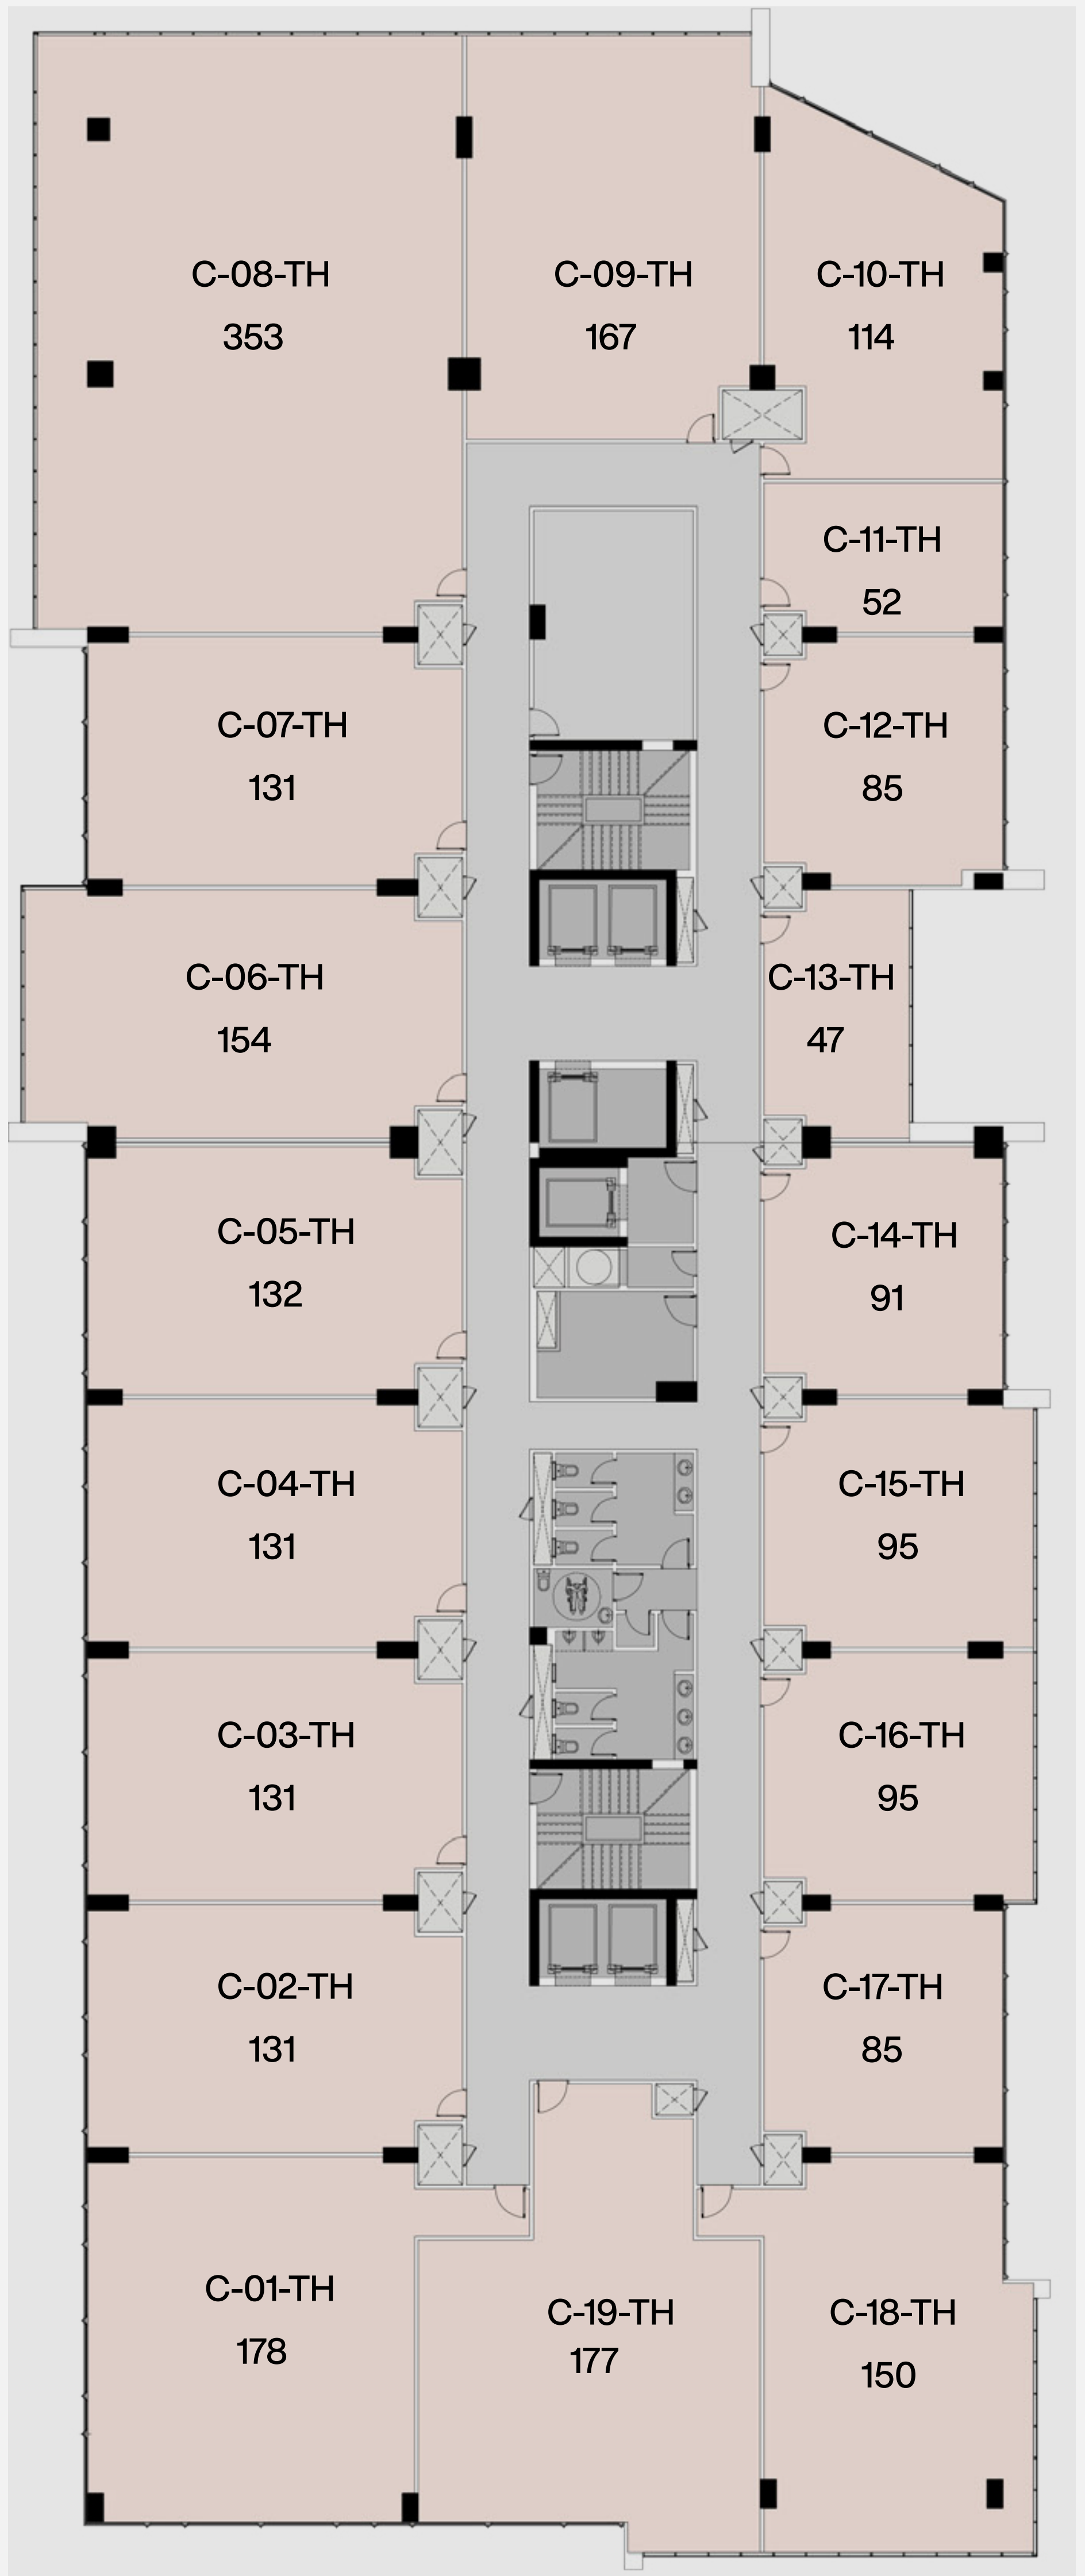 C-08-TH
353
C-09-TH
167
C-10-TH
114
C-11-TH
52
C-07-TH
131
C-12-TH
85
C-06-TH
154
C-13-TH
47
C-05-TH
132
C-14-TH
91
C-04-TH
131
C-15-TH
95
C-03-TH
131
C-16-TH
95
C-02-TH
131
C-17-TH
85
C-01-TH
178
C-19-TH
177
C-18-TH
150